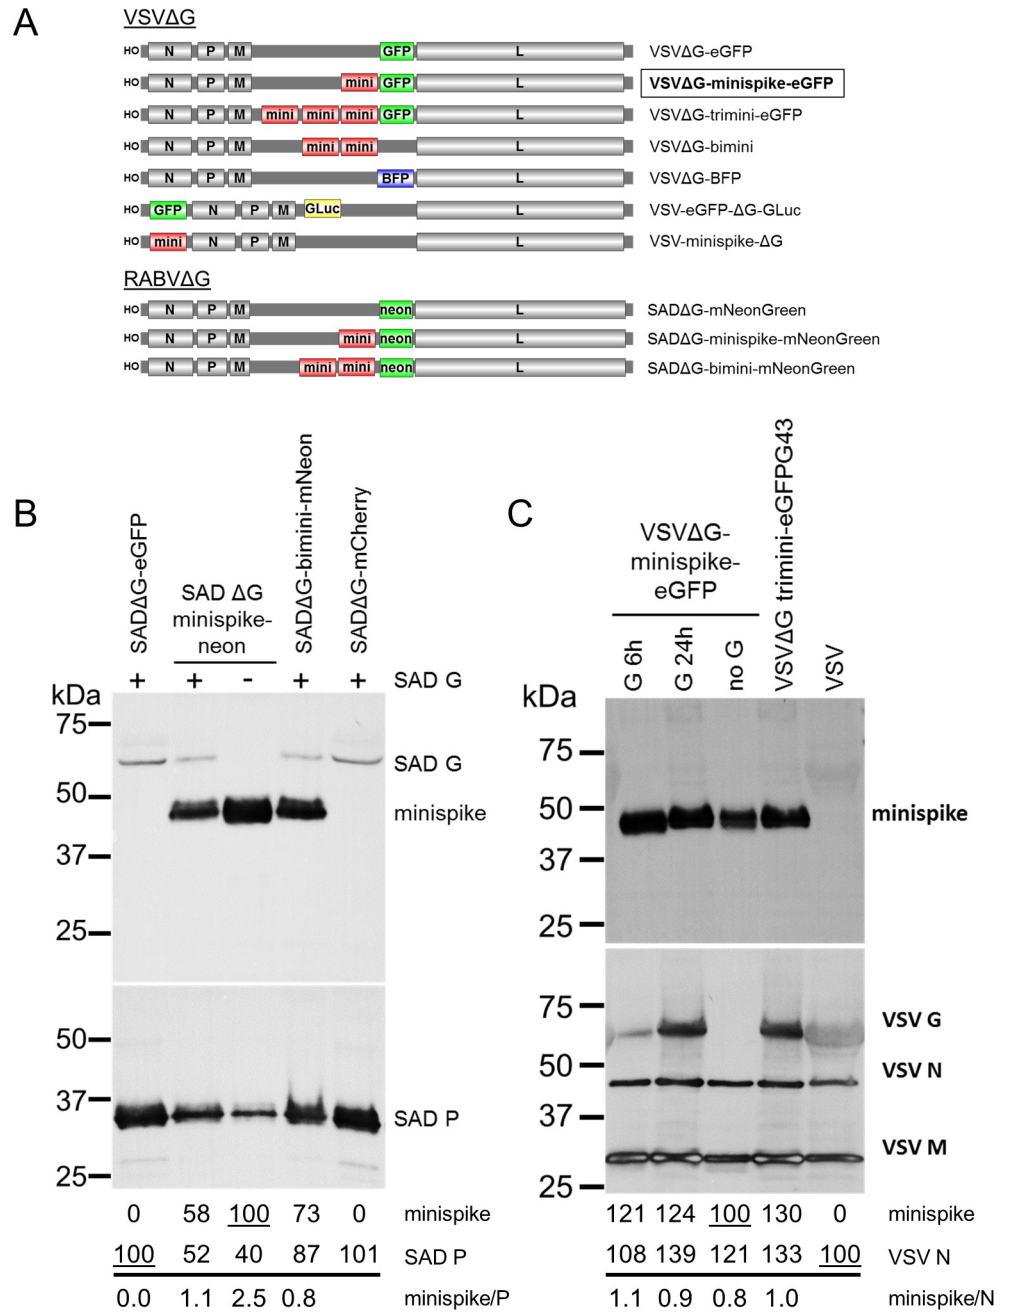 A
VSVΔG
HO N P M GFP L VSVΔG-eGFP
HO N P M mini GFP L VSVΔG-minispike-eGFP
HO N P M mini mini mini GFP L VSVΔG-trimini-eGFP
HO N P M mini mini L VSVΔG-bimini
HO N P M BFP L VSVΔG-BFP
HO GFP N P M GLuc L VSV-eGFP-ΔG-GLuc
HO mini N P M L VSV-minispike-ΔG
RABVΔG
HO N P M neon L SADΔG-mNeonGreen
HO N P M mini neon L SADΔG-minispike-mNeonGreen
HO N P M mini mini neon L SADΔG-bimini-mNeonGreen
B
SADΔG-eGFP
SAD ΔG
minispike-
neon
SADΔG-bimini-mNeon
SADΔG-mCherry
+ + - + + SAD G
kDa
75
50
37
25
SAD G
minispike
50
37
25
SAD P
0 58 100 73 0 minispike
100 52 40 87 101 SAD P
0.0 1.1 2.5 0.8 minispike/P
C
VSVΔG-
minispike-
eGFP
G 6h
G 24h
no G
VSVΔG trimini-eGFPG43
VSV
kDa
75
50
37
25
minispike
75
50
37
25
VSV G
VSV N
VSV M
121 124 100 130 0 minispike
108 139 121 133 100 VSV N
1.1 0.9 0.8 1.0 minispike/N